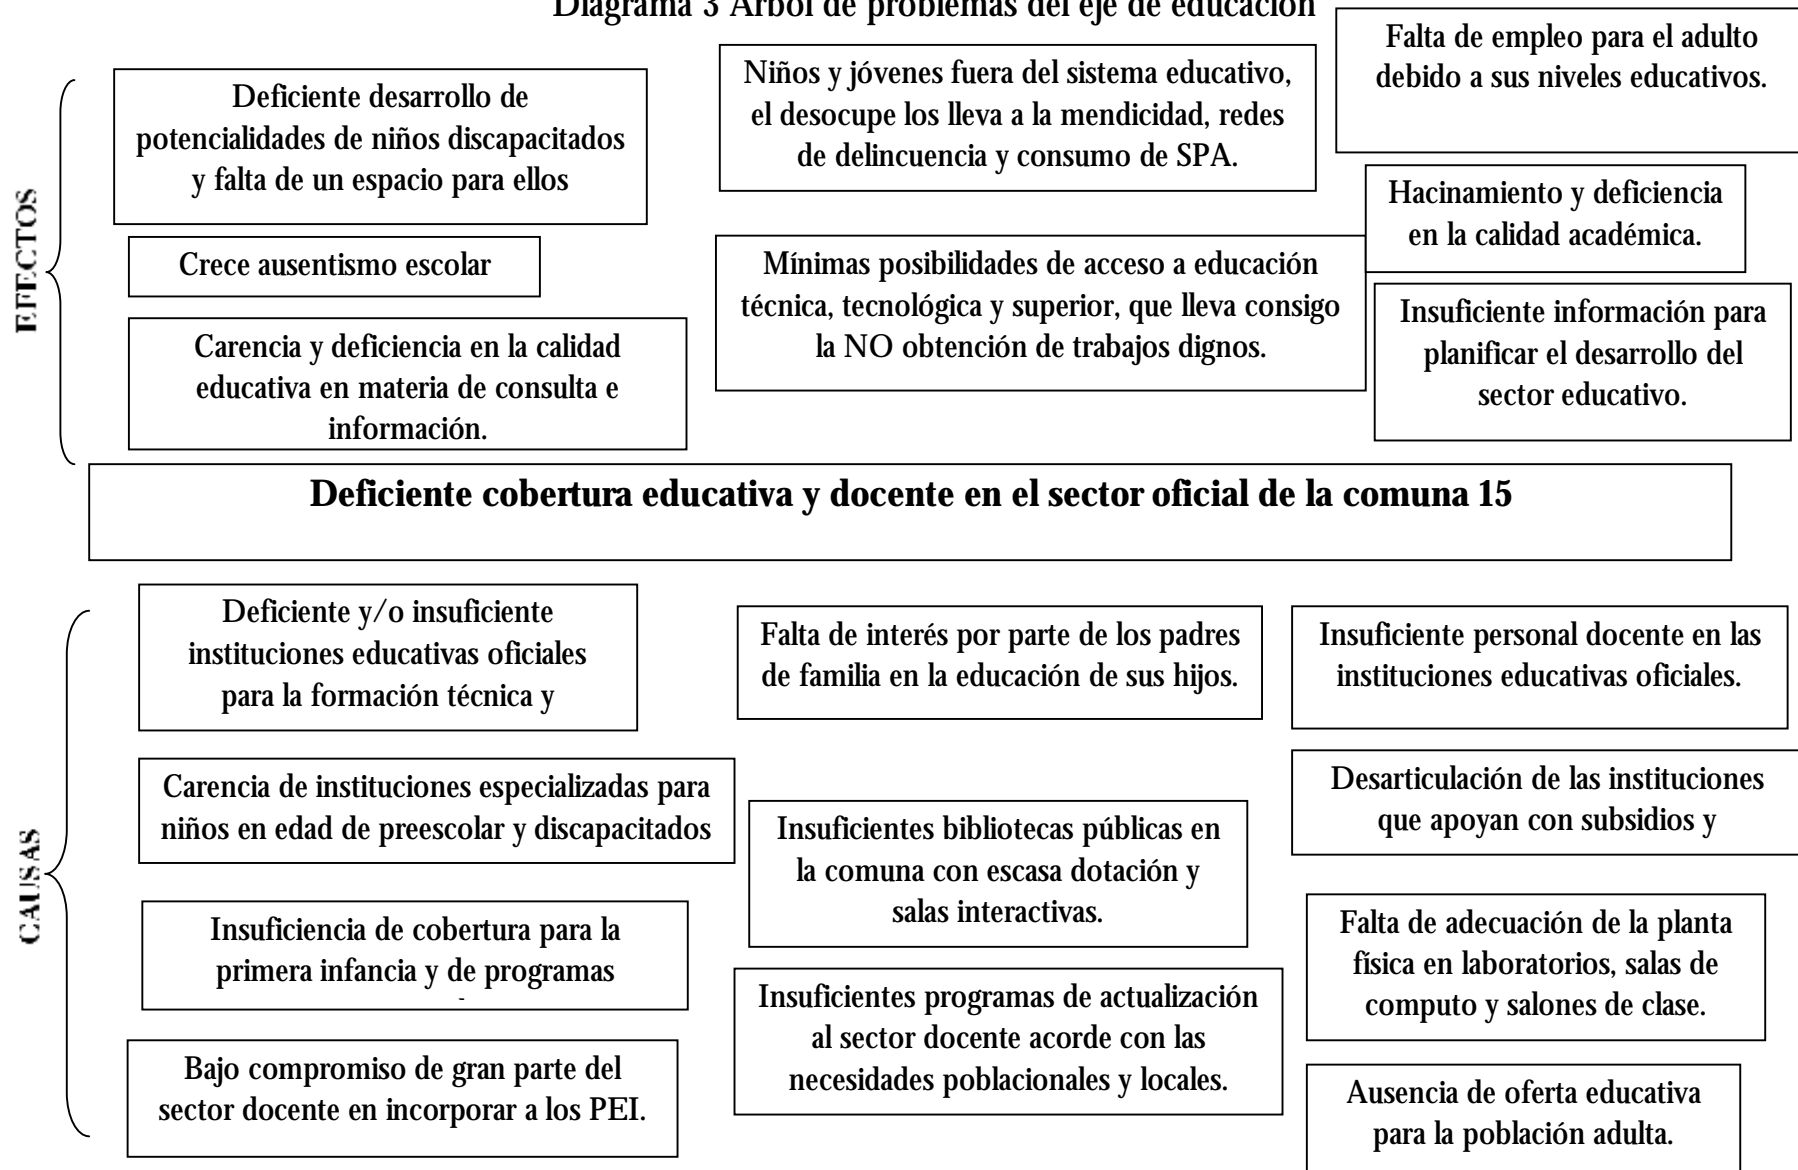 Diagrama 3 Árbol de problemas del eje de educación
EFECTOS
Deficiente desarrollo de
potencialidades de niños discapacitados
y falta de un espacio para ellos
Crece ausentismo escolar
Carencia y deficiencia en la calidad
educativa en materia de consulta e
información.
Niños y jóvenes fuera del sistema educativo,
el desocupe los lleva a la mendicidad, redes
de delincuencia y consumo de SPA.
Mínimas posibilidades de acceso a educación
técnica, tecnológica y superior, que lleva consigo
la NO obtención de trabajos dignos.
Falta de empleo para el adulto
debido a sus niveles educativos.
Hacinamiento y deficiencia
en la calidad académica.
Insuficiente información para
planificar el desarrollo del
sector educativo.
Deficiente cobertura educativa y docente en el sector oficial de la comuna 15
CAUSAS
Deficiente y/o insuficiente
instituciones educativas oficiales
para la formación técnica y
Carencia de instituciones especializadas para
niños en edad de preescolar y discapacitados
Insuficiencia de cobertura para la
primera infancia y de programas
Bajo compromiso de gran parte del
sector docente en incorporar a los PEI.
Falta de interés por parte de los padres
de familia en la educación de sus hijos.
Insuficientes bibliotecas públicas en
la comuna con escasa dotación y
salas interactivas.
Insuficientes programas de actualización
al sector docente acorde con las
necesidades poblacionales y locales.
Insuficiente personal docente en las
instituciones educativas oficiales.
Desarticulación de las instituciones
que apoyan con subsidios y
Falta de adecuación de la planta
física en laboratorios, salas de
computo y salones de clase.
Ausencia de oferta educativa
para la población adulta.